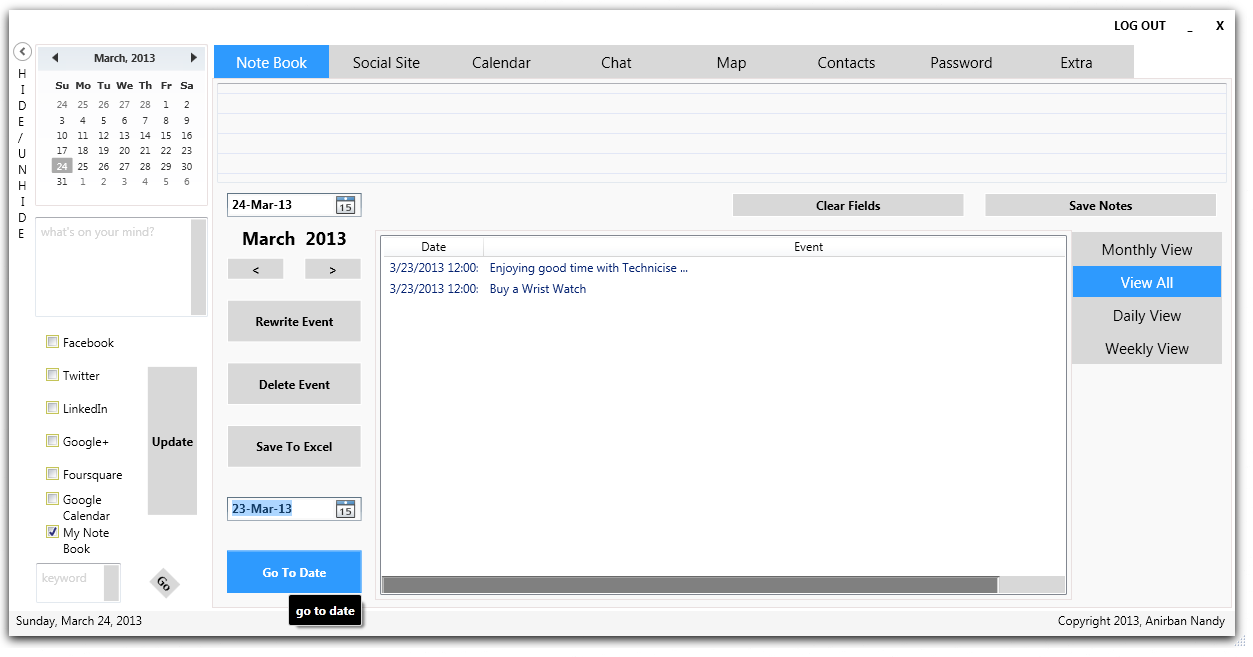 LOG OUT _ X
<
HIDE/UNHIDE
March, 2013
Su Mo Tu We Th Fr Sa
24 25 26 27 28 1 2
3 4 5 6 7 8 9
10 11 12 13 14 15 16
17 18 19 20 21 22 23
24 25 26 27 28 29 30
31 1 2 3 4 5 6
what's on your mind?
Facebook
Twitter
LinkedIn
Google+
Foursquare
Google
Calendar
My Note
Book
Update
keyword
Go
Note Book Social Site Calendar Chat Map Contacts Password Extra
24-Mar-13 15
Clear Fields Save Notes
March 2013
< >
Rewrite Event
Delete Event
Save To Excel
23-Mar-13 15
Go To Date
go to date
Date Event
3/23/2013 12:00: Enjoying good time with Technicise ...
3/23/2013 12:00: Buy a Wrist Watch
Monthly View
View All
Daily View
Weekly View
Sunday, March 24, 2013
Copyright 2013, Anirban Nandy